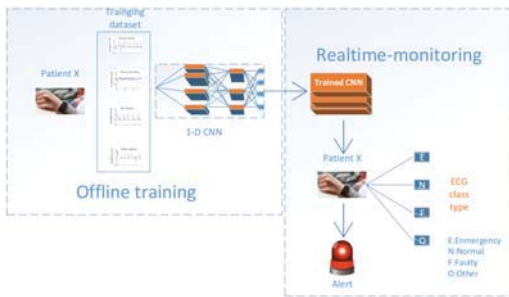 Trainging
dataset
Patient X
1-D CNN
Offline training
Realtime-monitoring
Trained CNN
Patient X
E
N
F
O
ECG
class
type
E:Enmergency
N:Normal
F:Faulty
O:Other
Alert